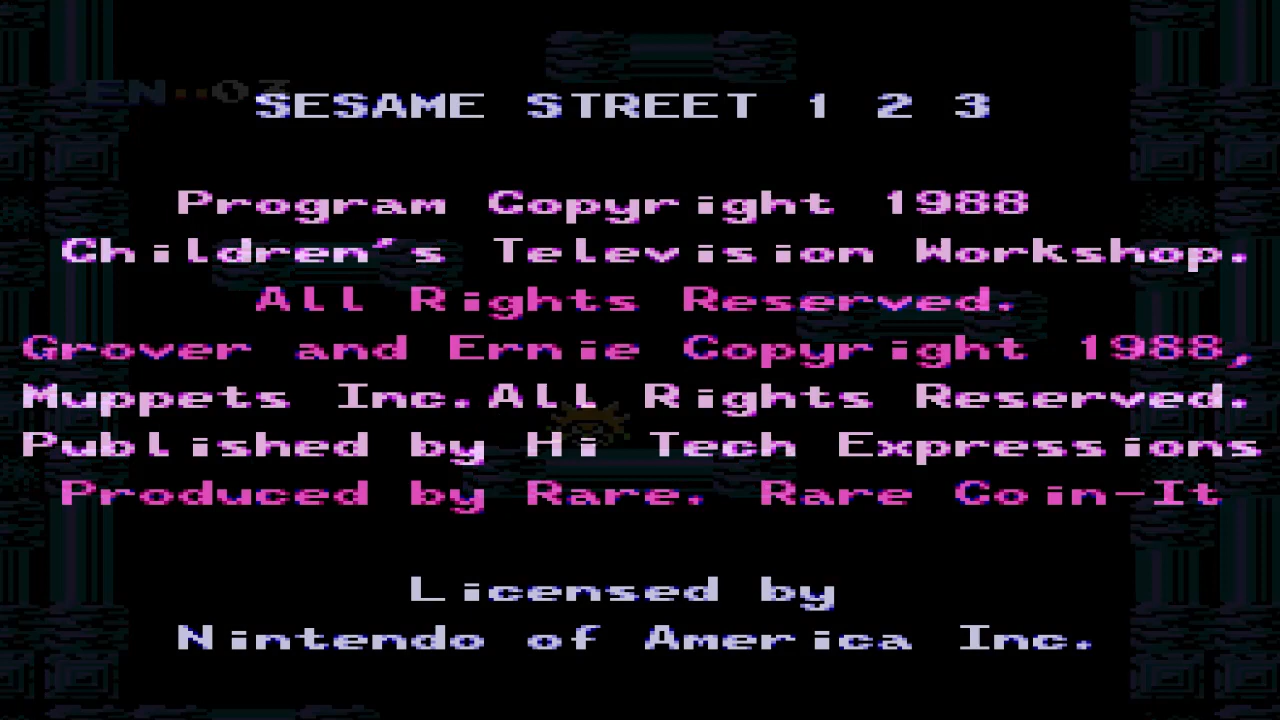 EN..03
SESAME STREET 1 2 3
Program Copyright 1988
Children's Television Workshop.
All Rights Reserved.
Grover and Ernie Copyright 1988,
Muppets Inc.All Rights Reserved.
Published by Hi Tech Expressions
Produced by Rare. Rare Coin-It
Licensed by
Nintendo of America Inc.